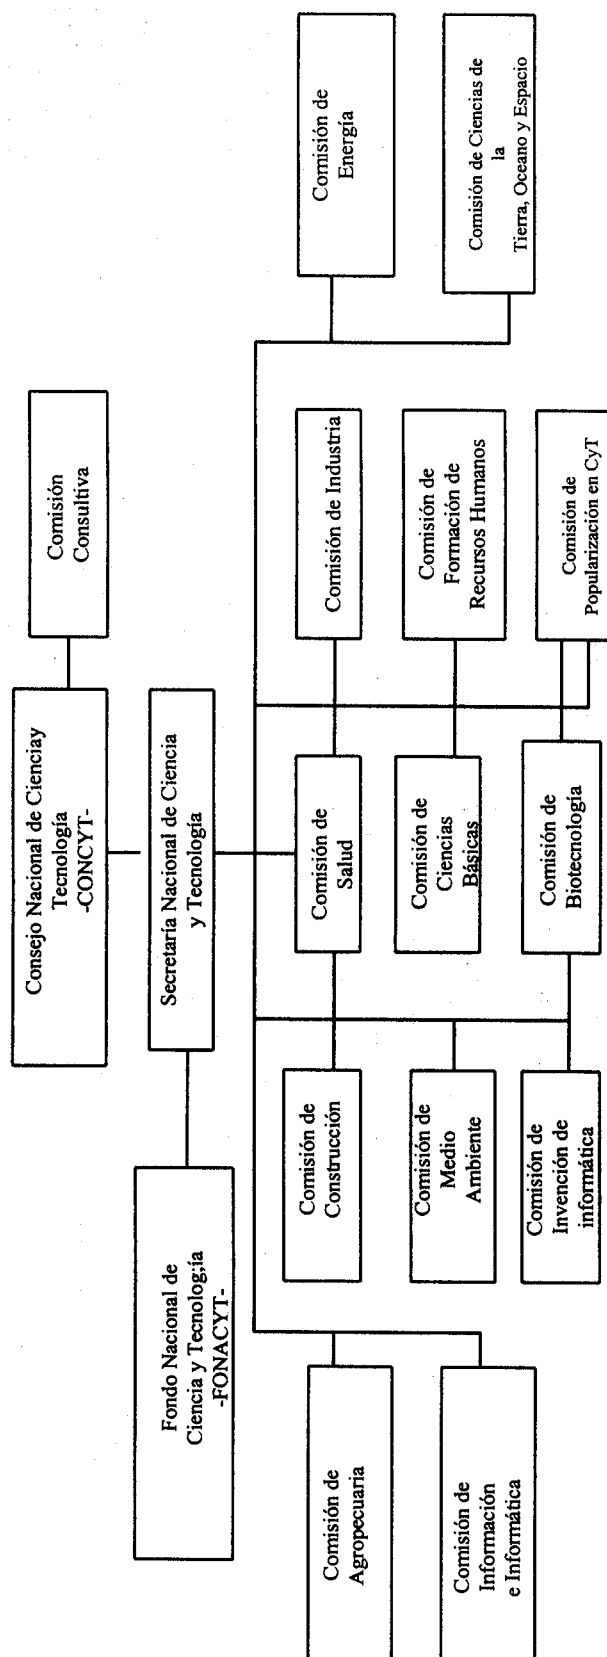 Consejo Nacional de Cienciay
Tecnología
-CONCYT-
Comisión
Consultiva
Secretaría Nacional de Ciencia
y Tecnología
Fondo Nacional de
Ciencia y Tecnolog;ía
-FONACYT-
Comisión de
Agropecuaria
Comisión de
Construcción
Comisión de
Salud
Comisión de Industria
Comisión de
Energía
Comisión de
Información
e Informática
Comisión de
Medio
Ambiente
Comisión de
Ciencias
Básicas
Comisión de
Formación de
Recursos Humanos
Comisión de Ciencias de
la
Tierra, Oceano y Espacio
Comisión de
Invención de
informática
Comisión de
Biotecnología
Comisión de
Popularización en CyT